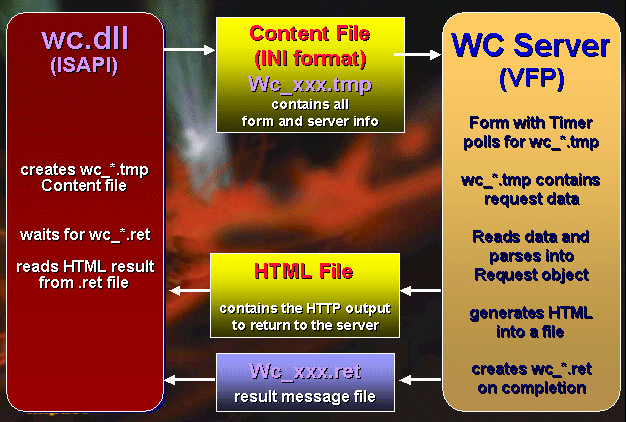 wc.dll
(ISAPI)
creates wc_*.tmp
Content file
waits for wc_*.ret
reads HTML result
from .ret file
Content File
(INI format)
Wc_xxx.tmp
contains all
form and server info
HTML File
contains the HTTP output
to return to the server
Wc_xxx.ret
result message file
WC Server
(VFP)
Form with Timer
polls for wc_*.tmp
wc_*.tmp contains
request data
Reads data and
parses into
Request object
generates HTML
into a file
creates wc_*.ret
on completion